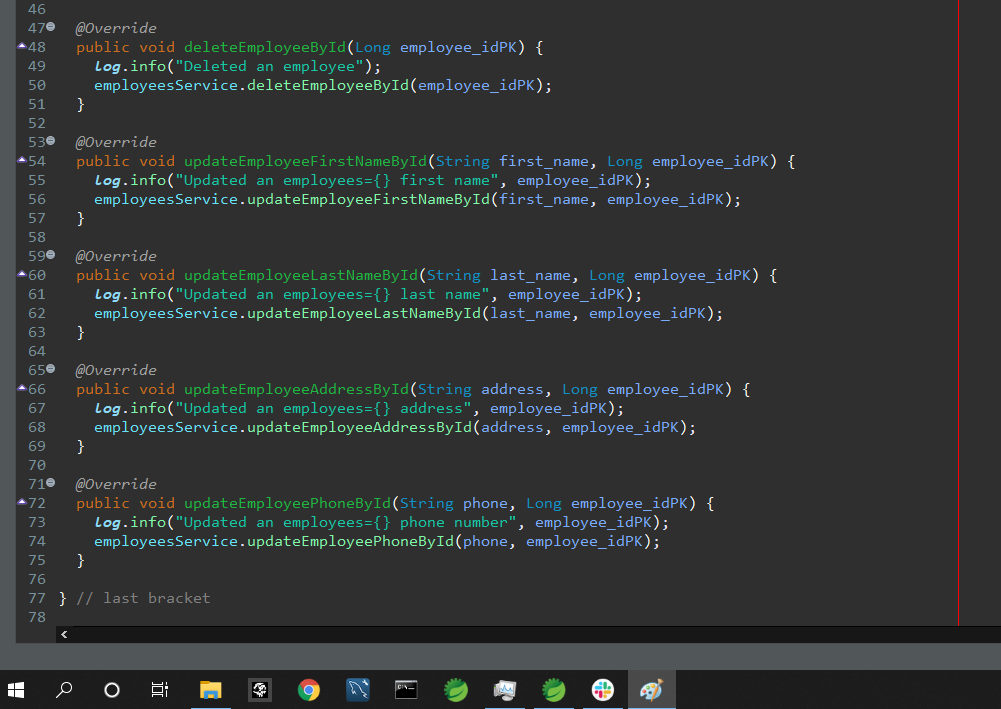 46
47 @Override
48 public void deleteEmployeeById(Long employee_idPK) {
49 log.info("Deleted an employee");
50 employeesService.deleteEmployeeById(employee_idPK);
51 }
52
53 @Override
54 public void updateEmployeeFirstNameById(String first_name, Long employee_idPK) {
55 log.info("Updated an employees={} first name", employee_idPK);
56 employeesService.updateEmployeeFirstNameById(first_name, employee_idPK);
57 }
58
59 @Override
60 public void updateEmployeeLastNameById(String last_name, Long employee_idPK) {
61 log.info("Updated an employees={} last name", employee_idPK);
62 employeesService.updateEmployeeLastNameById(last_name, employee_idPK);
63 }
64
65 @Override
66 public void updateEmployeeAddressById(String address, Long employee_idPK) {
67 log.info("Updated an employees={} address", employee_idPK);
68 employeesService.updateEmployeeAddressById(address, employee_idPK);
69 }
70
71 @Override
72 public void updateEmployeePhoneById(String phone, Long employee_idPK) {
73 log.info("Updated an employees={} phone number", employee_idPK);
74 employeesService.updateEmployeePhoneById(phone, employee_idPK);
75 }
76
77 } // last bracket
78